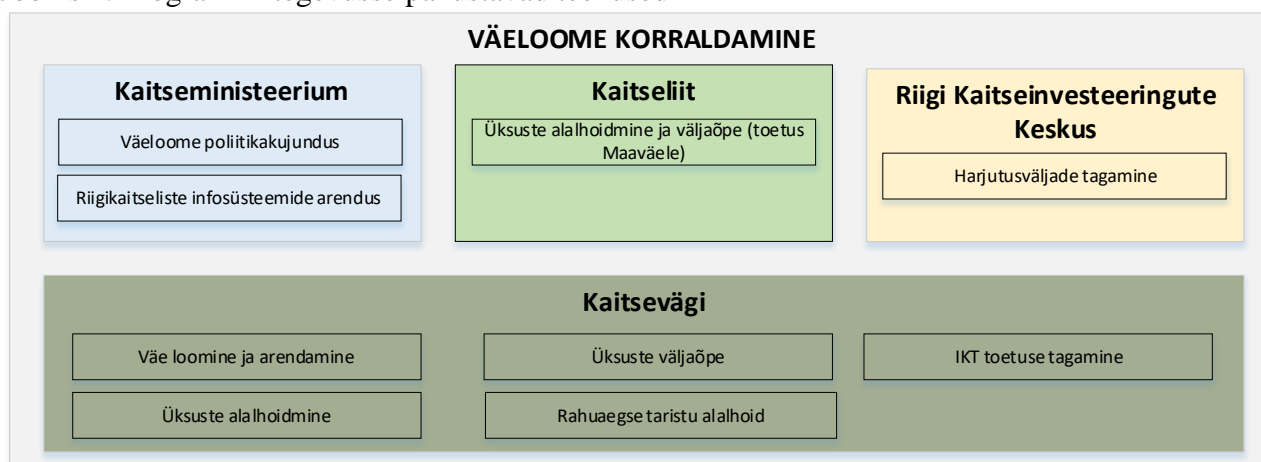 VÄELOOME KORRALDAMINE
Kaitseministeerium
Väeloome poliitikakujundus
Riigikaitseliste infosüsteemide arendus
Kaitseliit
Üksuste alalhoidmine ja väljaõpe (toetus
Maaväele)
Riigi Kaitseinvesteeringute
Keskus
Harjutusväljade tagamine
Kaitsevägi
Väe loomine ja arendamine
Üksuste väljaõpe
IKT toetuse tagamine
Üksuste alalhoidmine
Rahuaegse taristu alalhoid